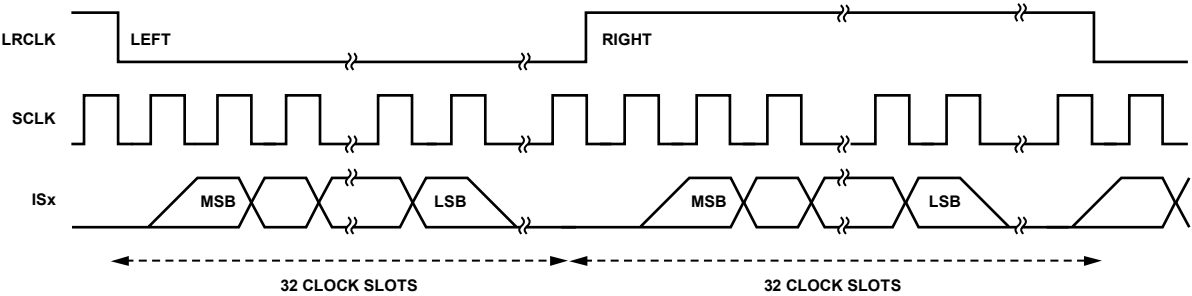 LRCLK LEFT RIGHT
SCLK
ISx MSB LSB MSB LSB
32 CLOCK SLOTS 32 CLOCK SLOTS